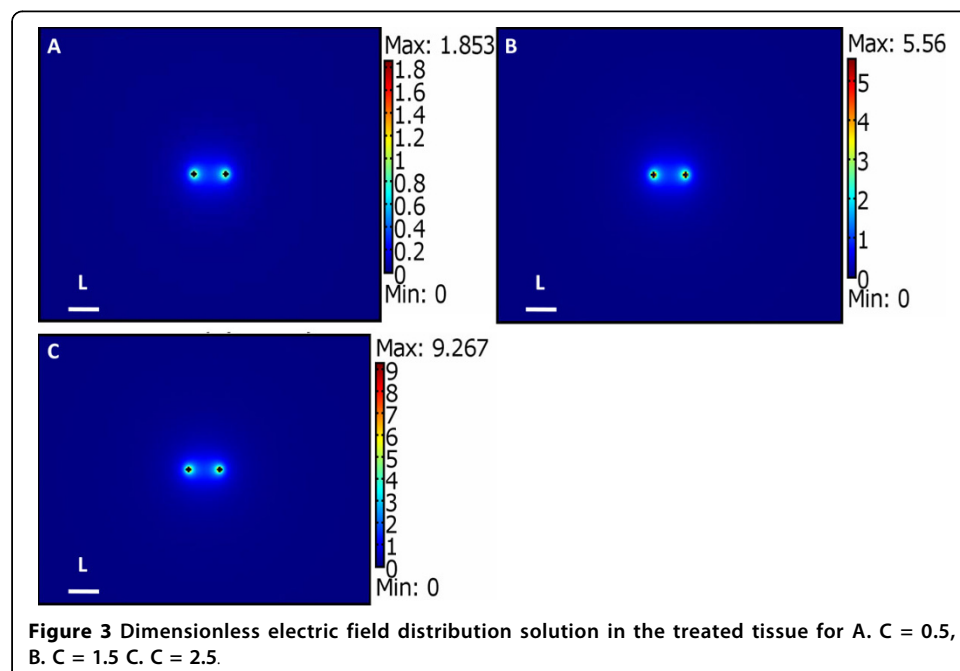 A
Max: 1.853
1.8
1.6
1.4
1.2
1
0.8
0.6
0.4
0.2
0
Min: 0
L
B
Max: 5.56
5
4
3
2
1
0
Min: 0
L
C
Max: 9.267
9
8
7
6
5
4
3
2
1
0
Min: 0
L
Figure 3 Dimensionless electric field distribution solution in the treated tissue for A. C = 0.5,
B. C = 1.5 C. C = 2.5.